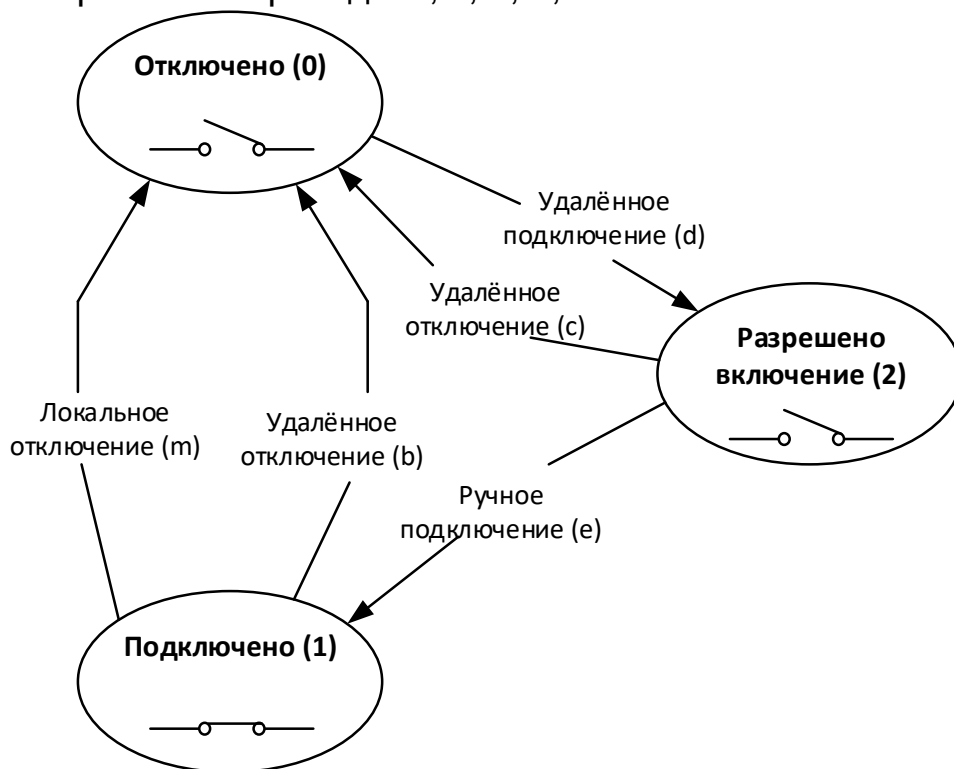 Отключено (0)
Удалённое
подключение (d)
Удалённое
отключение (c)
Разрешено
включение (2)
Локальное
отключение (m)
Удалённое
отключение (b)
Ручное
подключение (e)
Подключено (1)